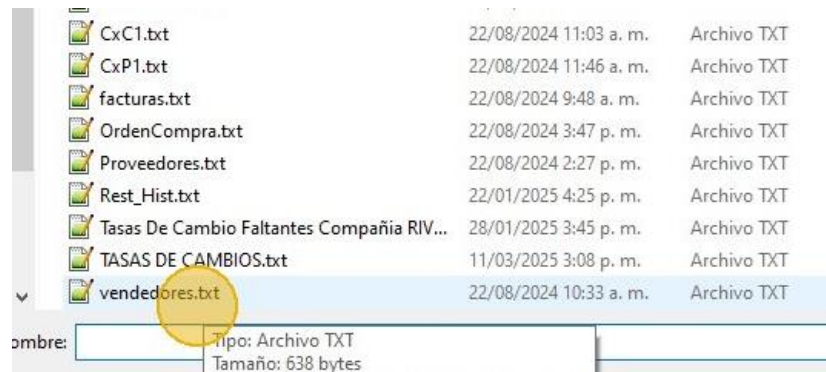 CxC1.txt 22/08/2024 11:03 a. m. Archivo TXT
CxP1.txt 22/08/2024 11:46 a. m. Archivo TXT
facturas.txt 22/08/2024 9:48 a. m. Archivo TXT
OrdenCompra.txt 22/08/2024 3:47 p. m. Archivo TXT
Proveedores.txt 22/08/2024 2:27 p. m. Archivo TXT
Rest_Hist.txt 22/01/2025 4:25 p. m. Archivo TXT
Tasas De Cambio Faltantes Compañia RIV... 28/01/2025 3:45 p. m. Archivo TXT
TASAS DE CAMBIOS.txt 11/03/2025 3:08 p. m. Archivo TXT
vendedores.txt 22/08/2024 10:33 a. m. Archivo TXT
ombre:
Tipo: Archivo TXT
Tamaño: 638 bytes